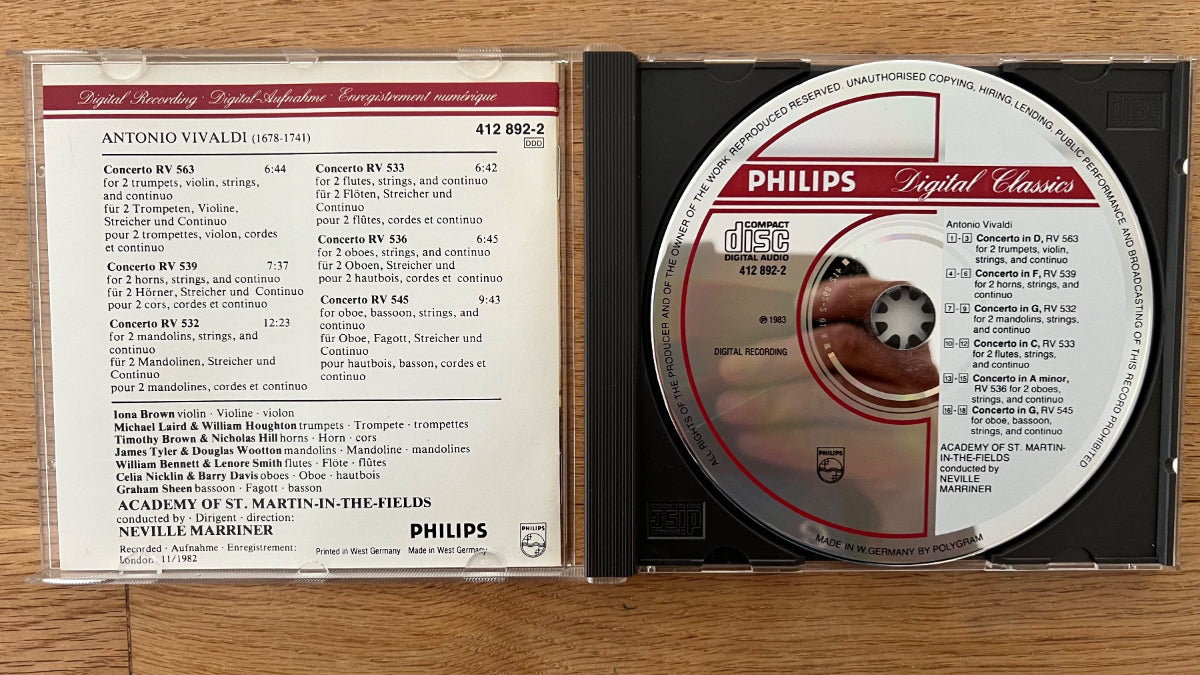 Digital Recording · Digital-Aufnahme · Enregistrement numérique
ANTONIO VIVALDI (1678-1741)
412 892-2
DDD
Concerto RV 563 6:44
for 2 trumpets, violin, strings,
and continuo
für 2 Trompeten, Violine,
Streicher und Continuo
pour 2 trompettes, violon, cordes
et continuo
Concerto RV 539 7:37
for 2 horns, strings, and continuo
für 2 Hörner, Streicher und Continuo
pour 2 cors, cordes et continuo
Concerto RV 532 12:23
for 2 mandolins, strings, and
continuo
für 2 Mandolinen, Streicher und
Continuo
pour 2 mandolines, cordes et continuo
Concerto RV 533 6:42
for 2 flutes, strings, and continuo
für 2 Flöten, Streicher und
Continuo
pour 2 flûtes, cordes et continuo
Concerto RV 536 6:45
for 2 oboes, strings, and continuo
für 2 Oboen, Streicher und
Continuo
pour 2 hautbois, cordes et continuo
Concerto RV 545 9:43
for oboe, bassoon, strings, and
continuo
für Oboe, Fagott, Streicher und
Continuo
pour hautbois, basson, cordes et
continuo
Iona Brown violin · Violine · violon
Michael Laird & William Houghton trumpets · Trompete · trompettes
Timothy Brown & Nicholas Hill horns · Horn · cors
James Tyler & Douglas Wootton mandolins · Mandoline · mandolines
William Bennett & Lenore Smith flutes · Flöte · flûtes
Celia Nicklin & Barry Davis oboes · Oboe · hautbois
Graham Sheen bassoon · Fagott · basson
ACADEMY OF ST. MARTIN-IN-THE-FIELDS
conducted by · Dirigent · direction:
NEVILLE MARRINER
Recorded · Aufnahme · Enregistrement:
London, 11/1982
Printed in West Germany
PHILIPS
Made in West Germany
PHILIPS
ALL RIGHTS OF THE PRODUCER AND OF THE OWNER OF THE WORK REPRODUCED RESERVED. UNAUTHORISED COPYING, HIRING, LENDING, PUBLIC PERFORMANCE AND BROADCASTING OF THIS RECORD PROHIBITED
PHILIPS Digital Classics
COMPACT
disc
DIGITAL AUDIO
412 892-2
℗ 1983
DIGITAL RECORDING
PHILIPS
Antonio Vivaldi
1-3 Concerto in D, RV 563
for 2 trumpets, violin,
strings, and continuo
4-6 Concerto in F, RV 539
for 2 horns, strings, and
continuo
7-9 Concerto in G, RV 532
for 2 mandolins, strings,
and continuo
10-12 Concerto in C, RV 533
for 2 flutes, strings,
and continuo
13-15 Concerto in A minor,
RV 536 for 2 oboes,
strings, and continuo
16-18 Concerto in G, RV 545
for oboe, bassoon,
strings, and continuo
ACADEMY OF ST. MARTIN-
IN-THE-FIELDS
conducted by
NEVILLE
MARRINER
MADE IN W. GERMANY BY POLYGRAM
COMPACT
disc